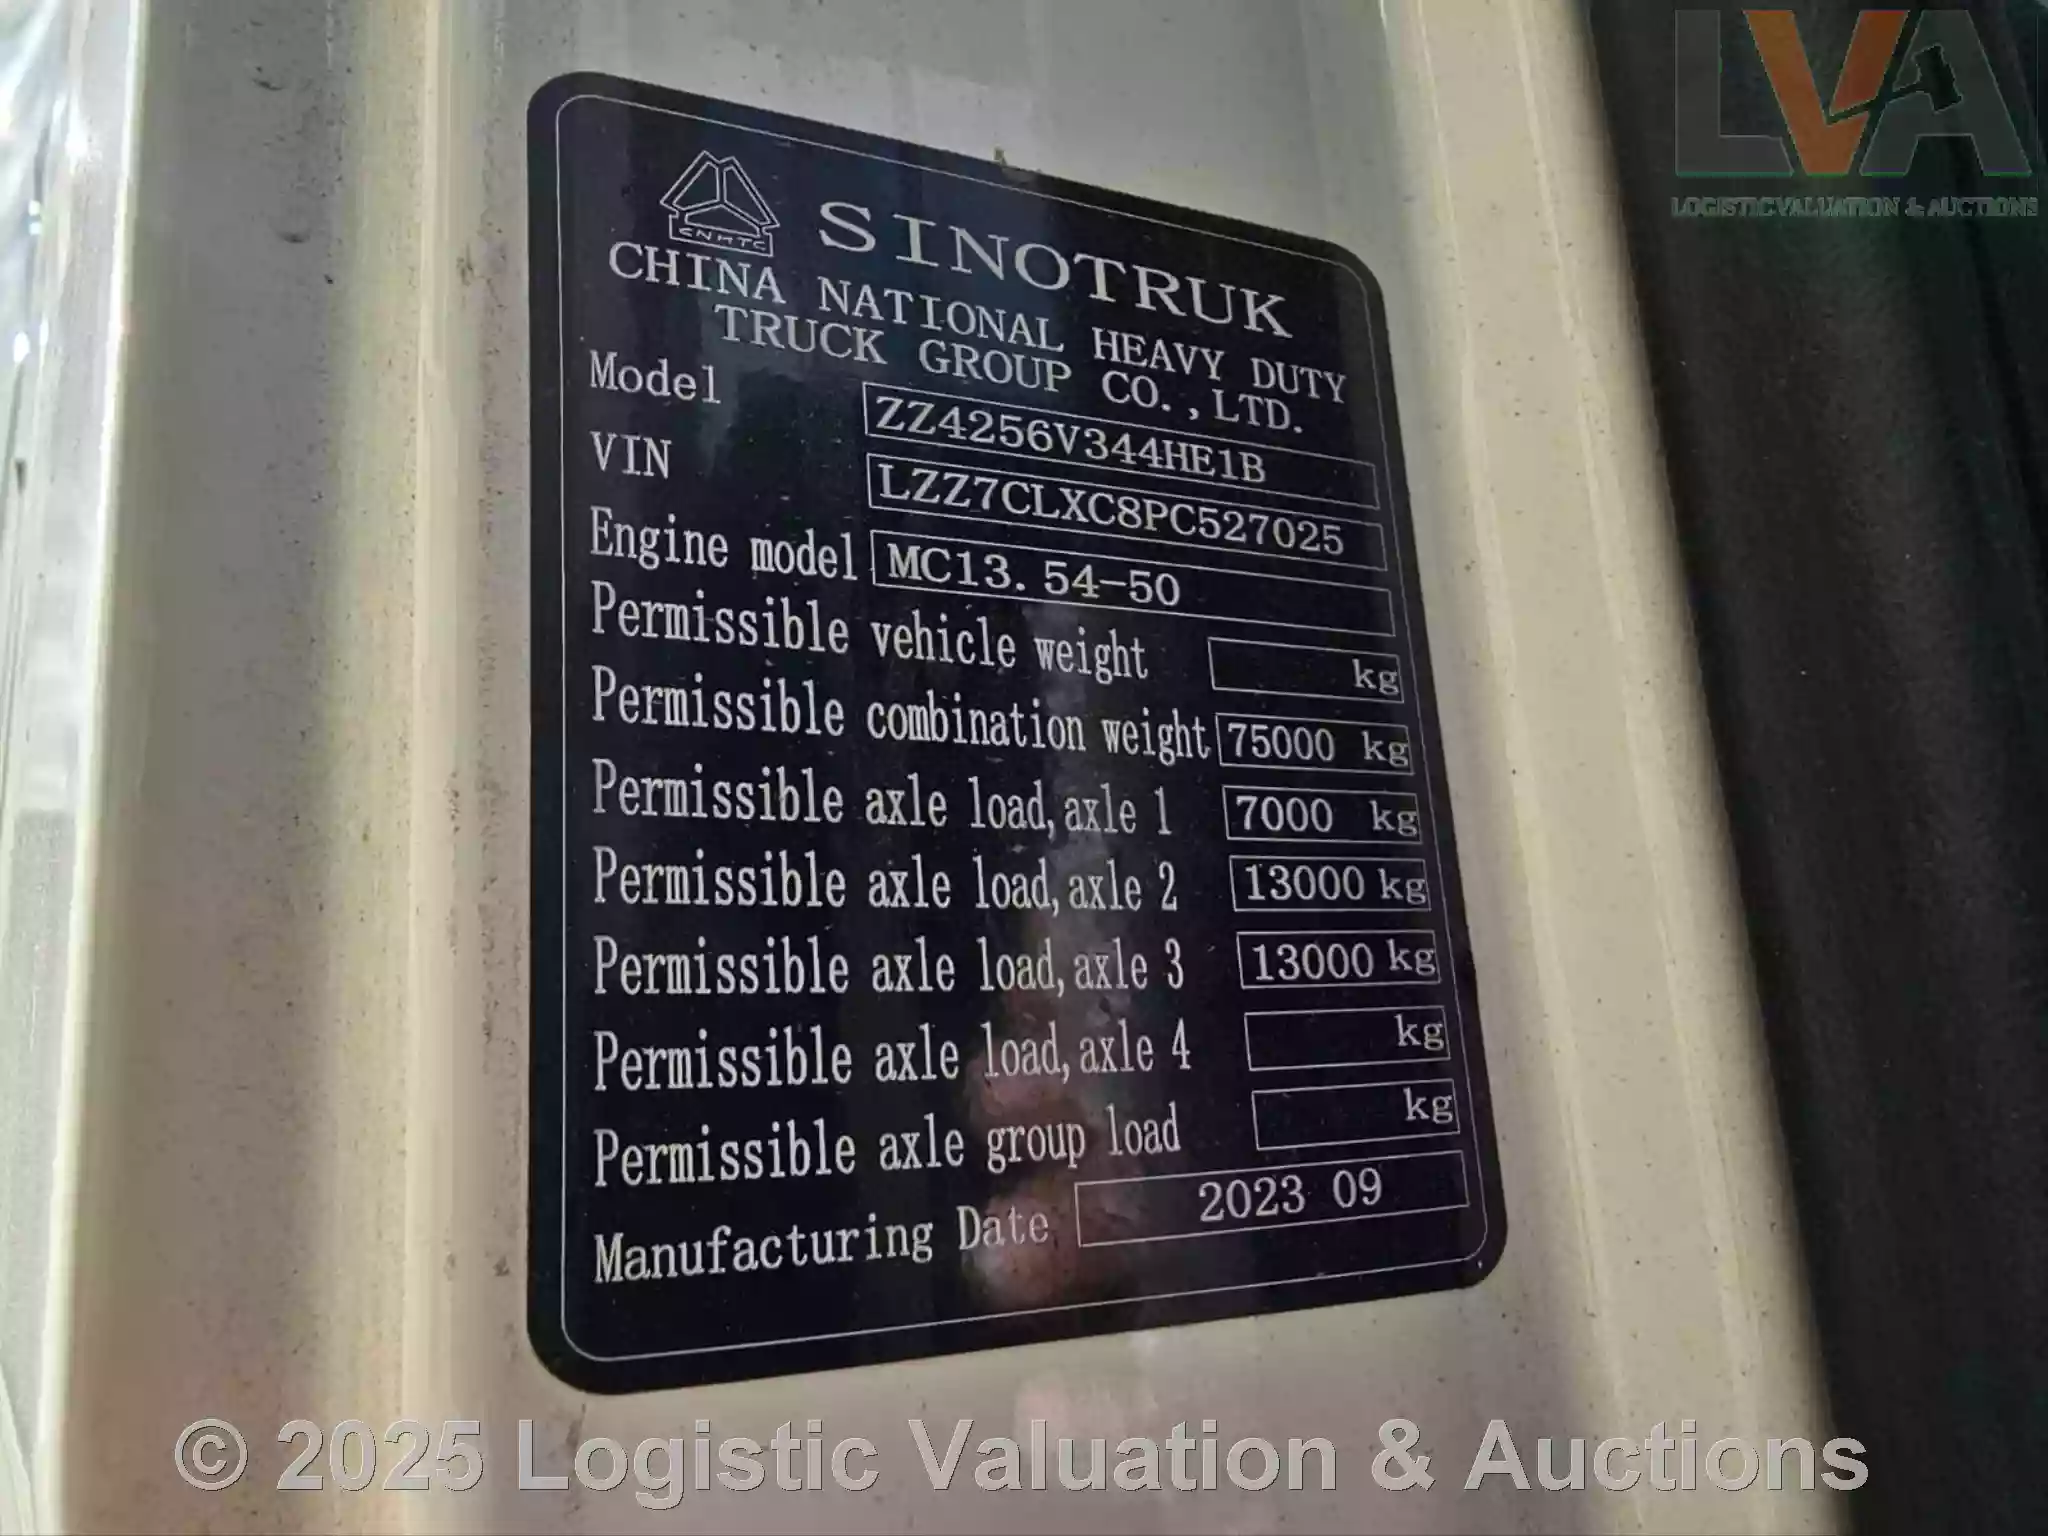 LVA
LOGISTIC VALUATION & AUCTIONS
CNHTC
SINOTRUK
CHINA NATIONAL HEAVY DUTY
TRUCK GROUP CO.,LTD.
Model ZZ4256V344HE1B
VIN LZZ7CLXC8PC527025
Engine model MC13.54-50
Permissible vehicle weight kg
Permissible combination weight 75000 kg
Permissible axle load,axle 1 7000 kg
Permissible axle load,axle 2 13000 kg
Permissible axle load,axle 3 13000 kg
Permissible axle load,axle 4 kg
Permissible axle group load kg
Manufacturing Date 2023 09
© 2025 Logistic Valuation & Auctions